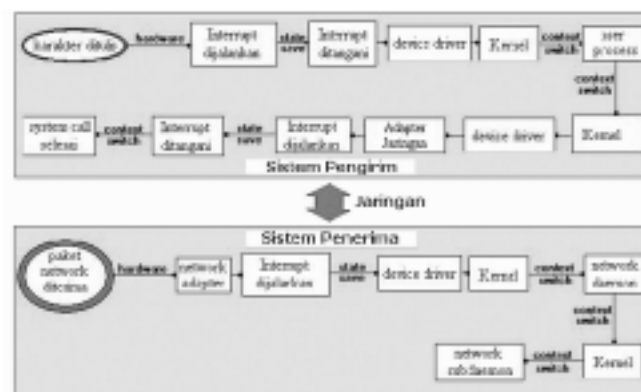 karakter ditulis
hardware
Interrupt
dijalankan
state
save
Interrupt
ditangani
device driver
Kernel
context
switch
user
process
context
switch
Kernel
device driver
Adapter
Jaringan
Interrupt
dijalankan
state
save
Interrupt
ditangani
context
switch
system call
selesai
Sistem Pengirim
Jaringan
Sistem Penerima
paket
network
diterima
hardware
network
adapter
Interrupt
dijalankan
state
save
device driver
Kernel
context
switch
network
daemon
context
switch
Kernel
context
switch
network
subdaemon